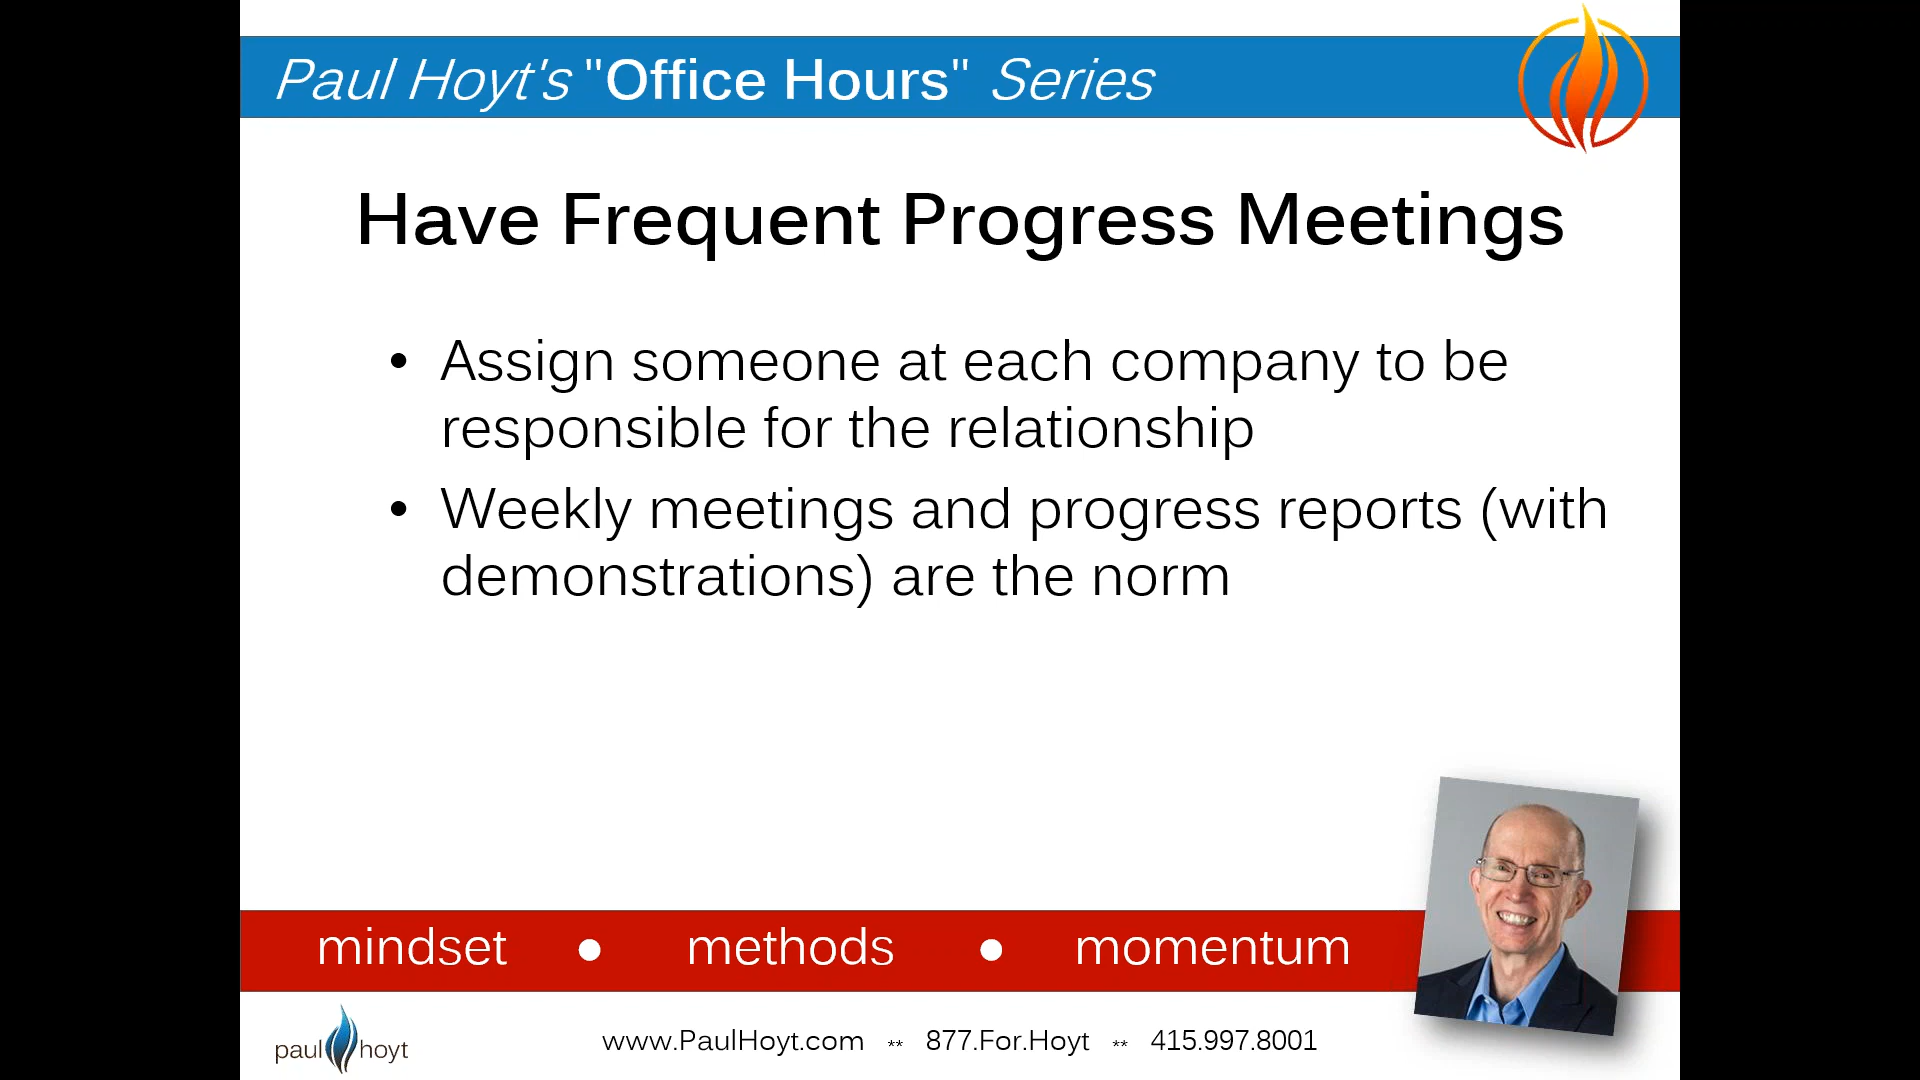 Paul Hoyt's "Office Hours" Series
Have Frequent Progress Meetings
• Assign someone at each company to be
responsible for the relationship
• Weekly meetings and progress reports (with
demonstrations) are the norm
mindset • methods • momentum
paul hoyt
www.PaulHoyt.com ** 877.For.Hoyt ** 415.997.8001